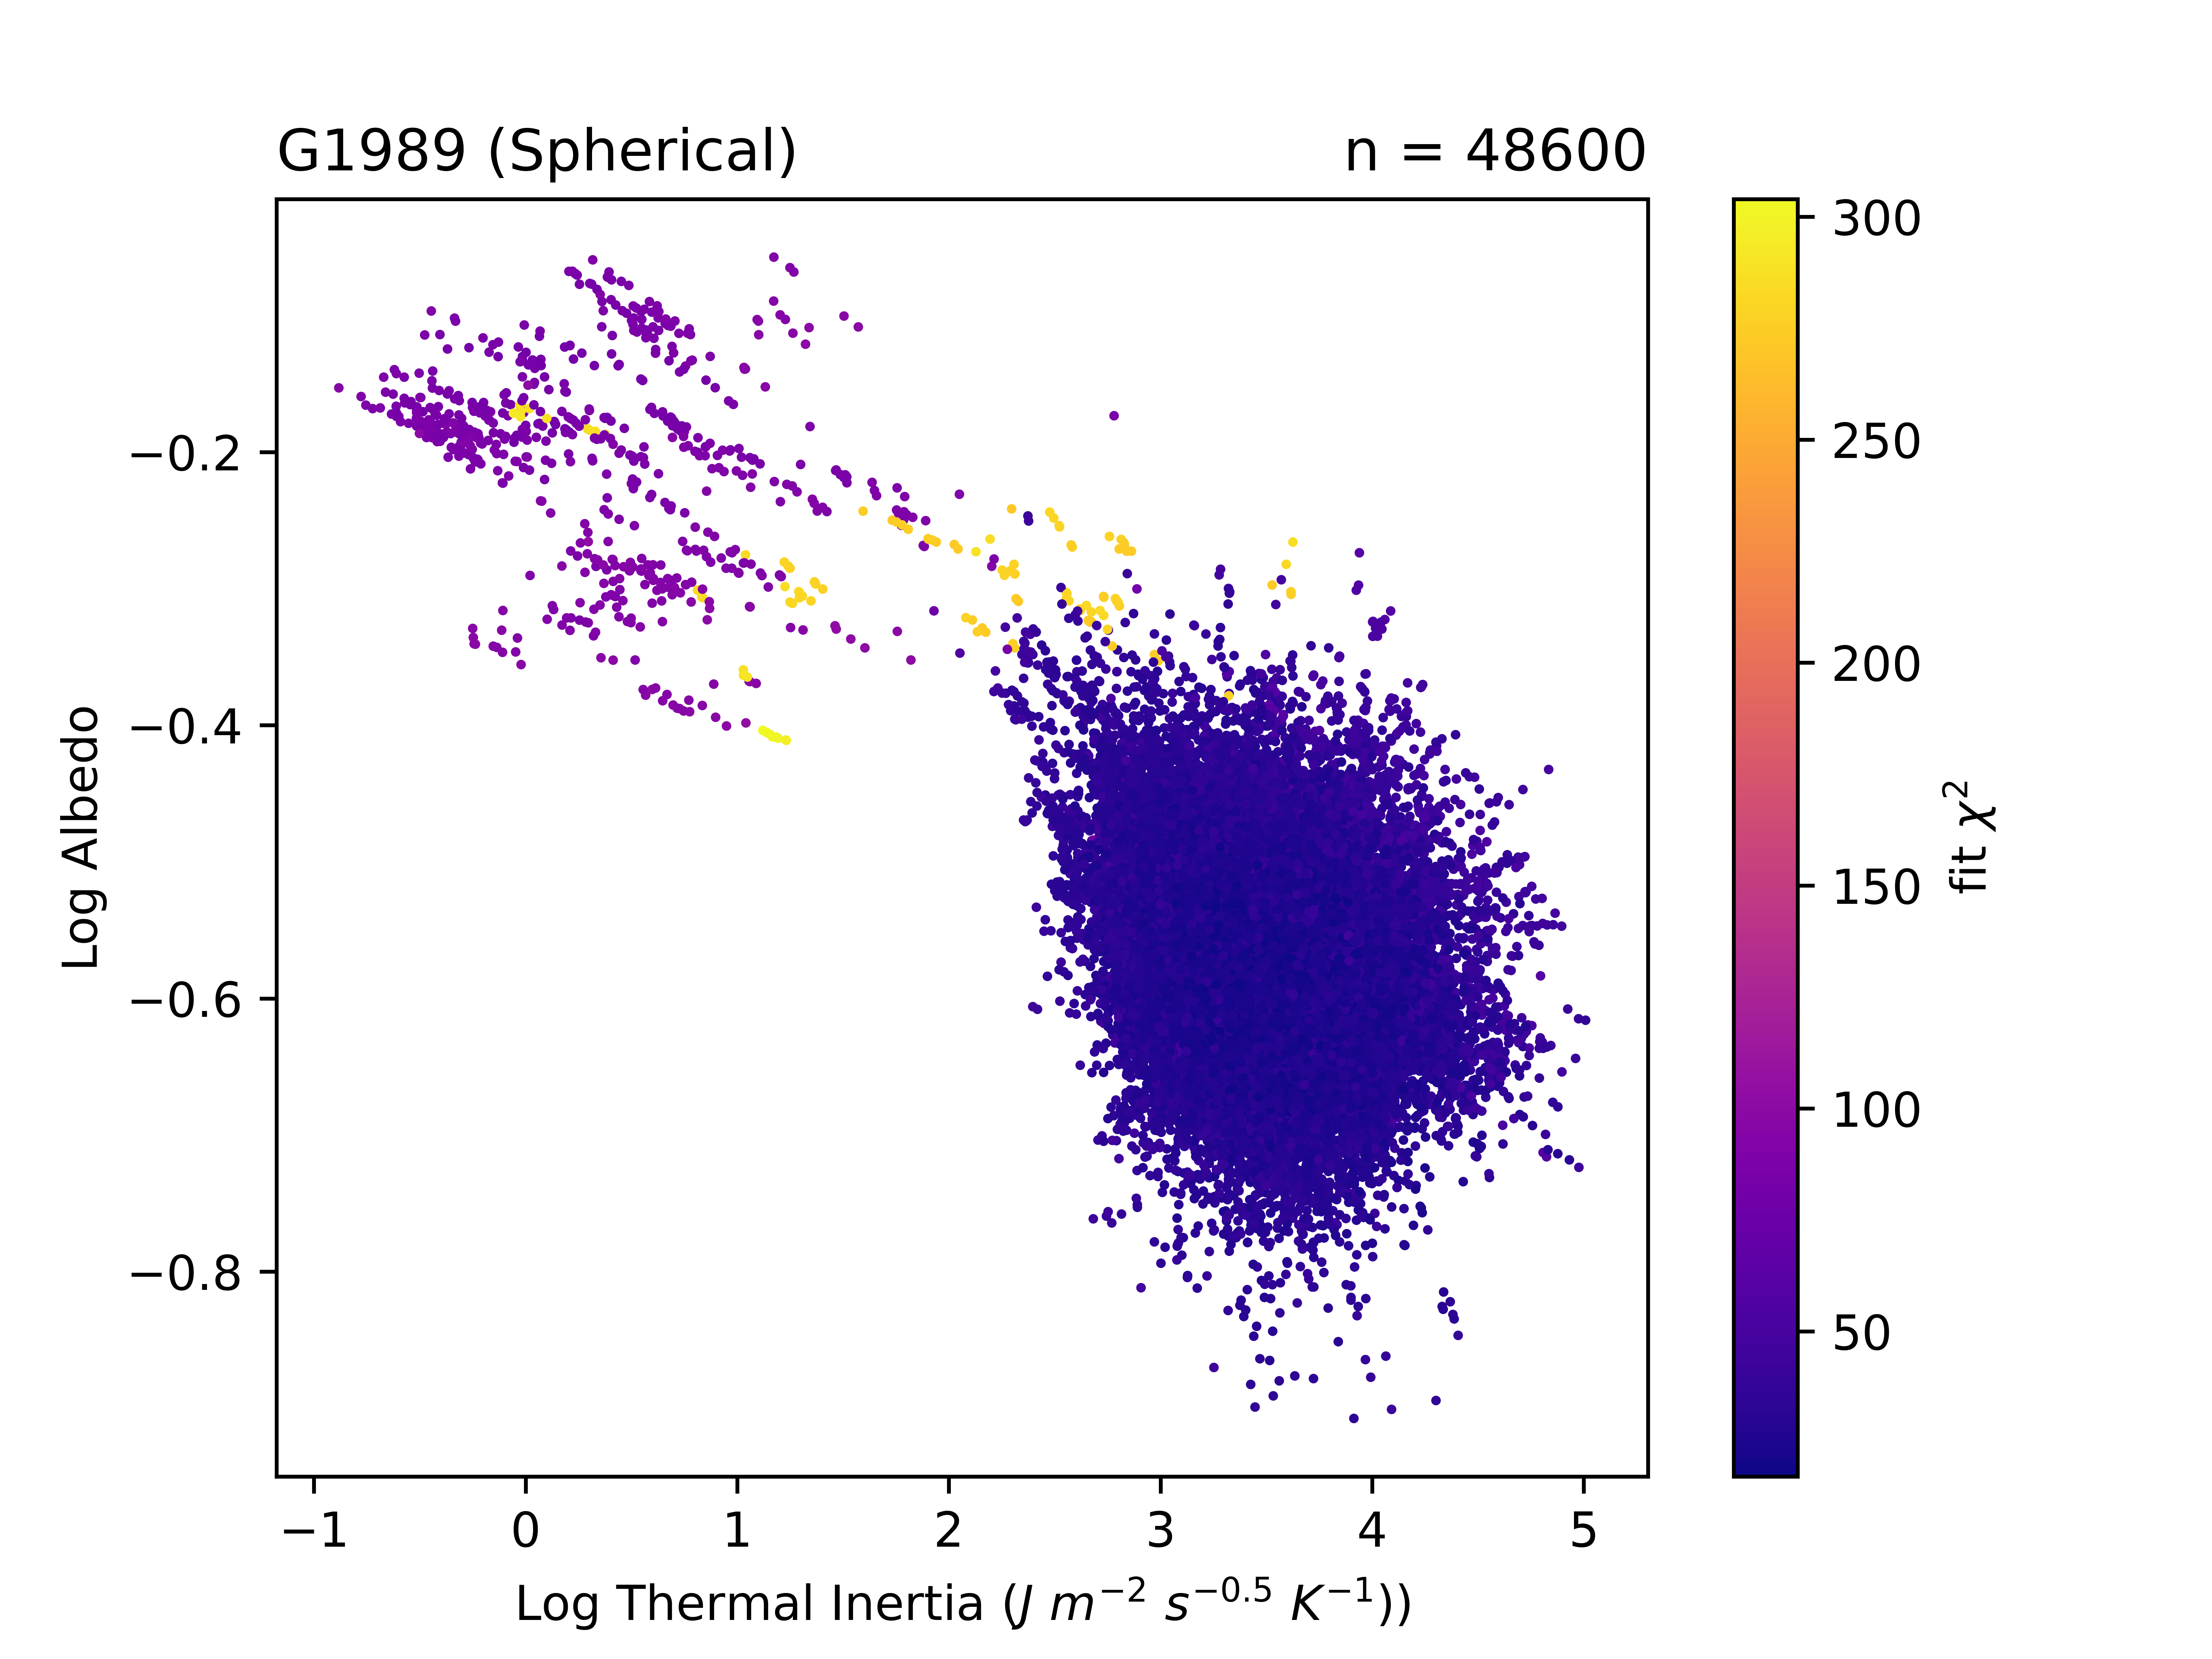 G1989 (Spherical) n = 48600
300
−0.2
250
200
−0.4
150
−0.6
100
−0.8
50
Log Albedo
fit χ²
−1 0 1 2 3 4 5
Log Thermal Inertia (J m⁻² s⁻⁰·⁵ K⁻¹))